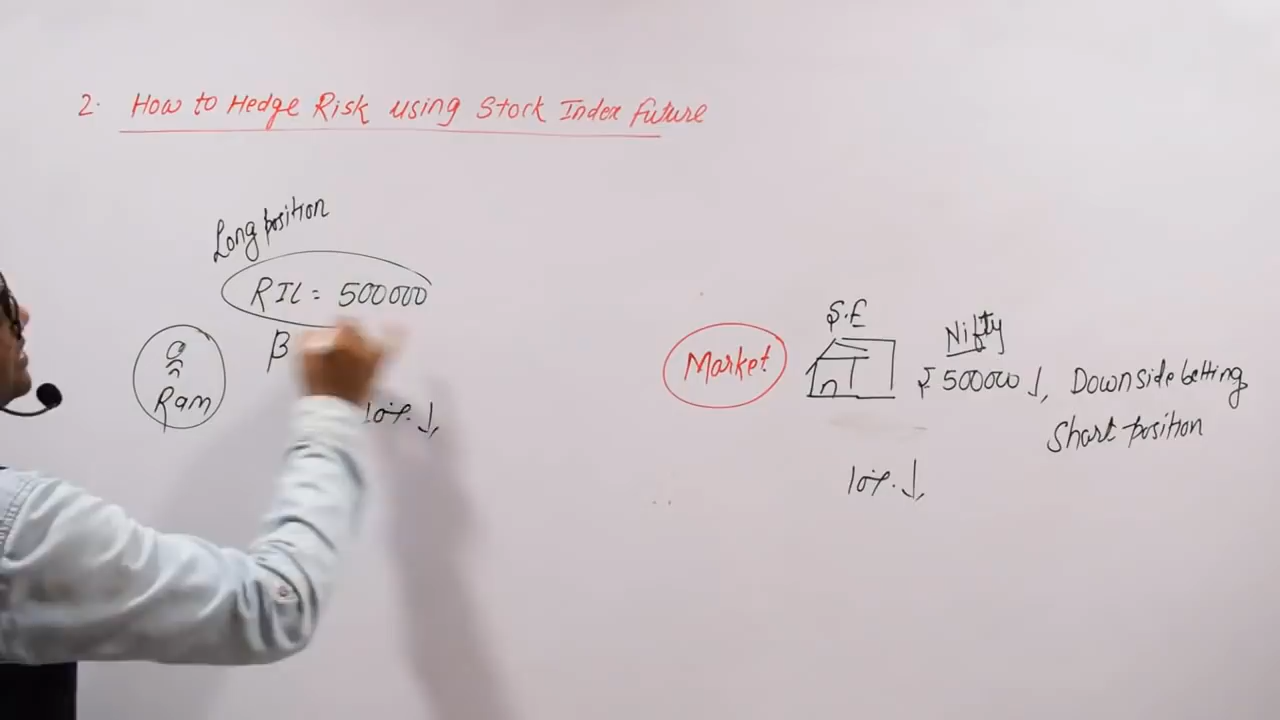 2. How to Hedge Risk using Stock Index Future
Long position
RIL = 500000
β
Ram
10%. ↓
Market
S.E
Nifty
₹ 500000 ↓, Downside betting
Short position
10%. ↓